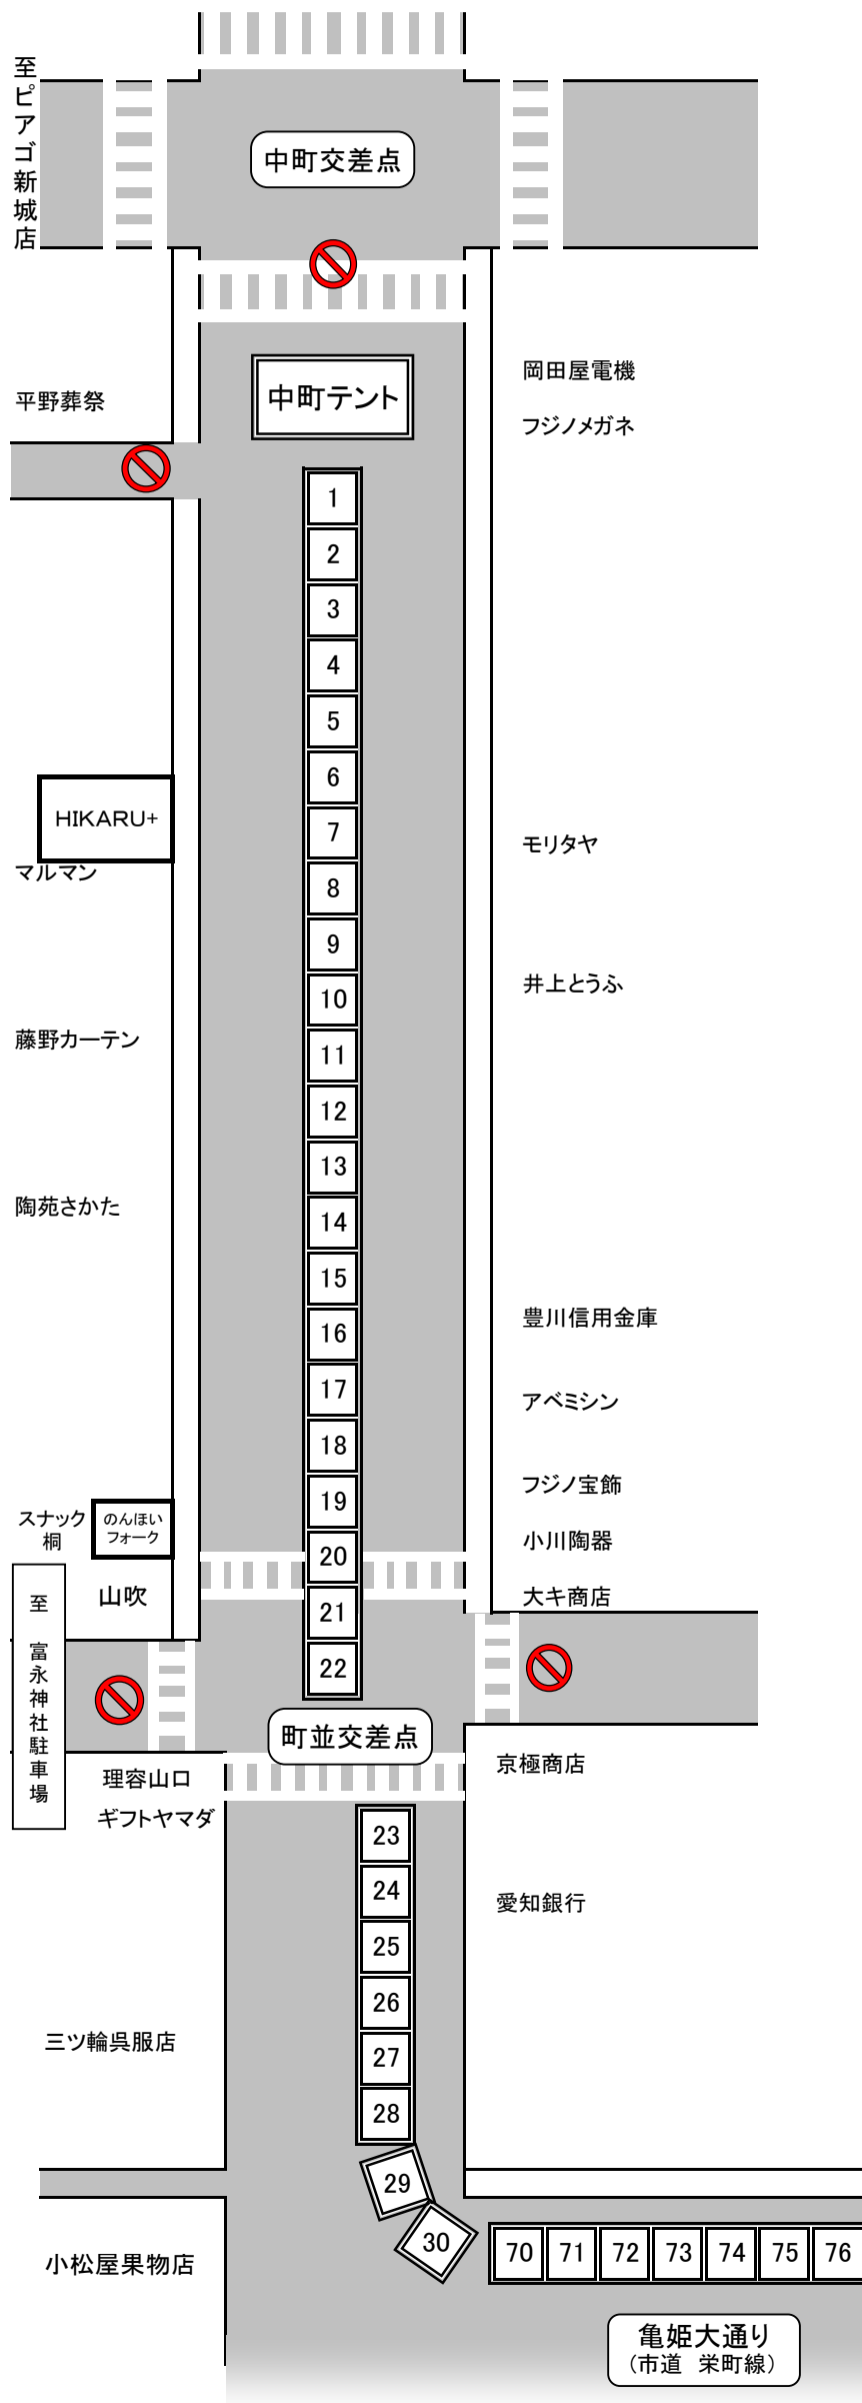 至ピアゴ新城店
中町交差点
中町テント
岡田屋電機
平野葬祭
フジノメガネ
1
2
3
4
5
6
HIKARU+
7
モリタヤ
マルマン
8
9
井上とうふ
10
藤野カーテン
11
12
13
陶苑さかた
14
15
豊川信用金庫
16
17
アベミシン
18
フジノ宝飾
19
スナック
桐
のんほい
フォーク
小川陶器
20
山吹
大キ商店
21
至 富永神社駐車場
22
町並交差点
京極商店
理容山口
ギフトヤマダ
23
24
愛知銀行
25
26
三ツ輪呉服店
27
28
29
30
70 71 72 73 74 75 76
小松屋果物店
亀姫大通り
（市道 栄町線）